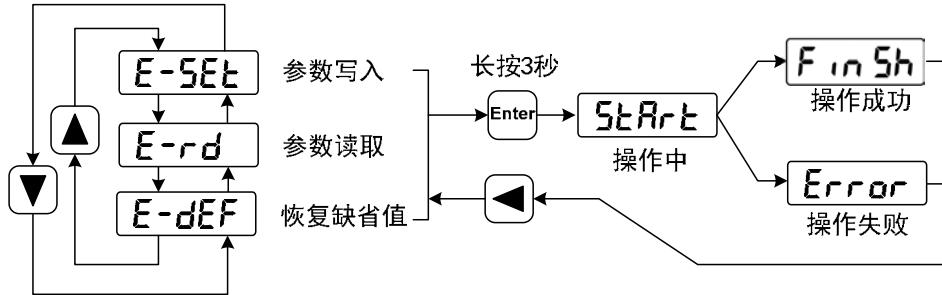 E-SEt
参数写入
E-rd
参数读取
E-dEF
恢复缺省值
长按3秒
Enter
StArt
操作中
FinSh
操作成功
Error
操作失败